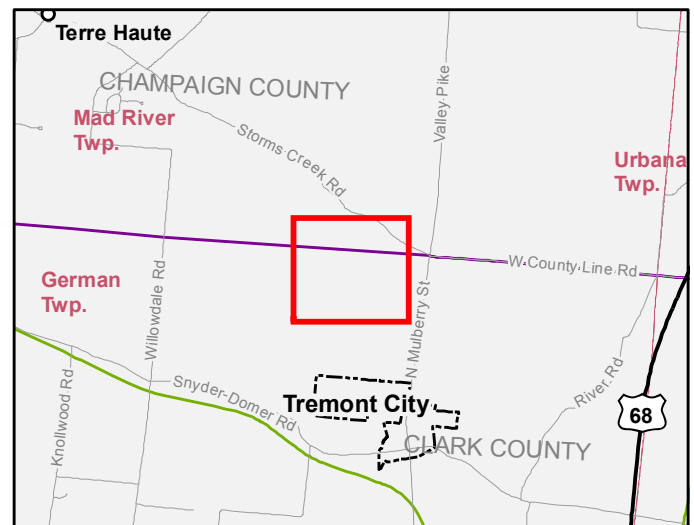 Terre Haute
CHAMPAIGN COUNTY
Mad River
Twp.
Storms Creek Rd
Valley Pike
Urbana
Twp.
W County Line Rd
German
Twp.
Willowdale Rd
N Mulberry St
Knollwood Rd
Snyder-Domer Rd
Tremont City
River Rd
68
CLARK COUNTY